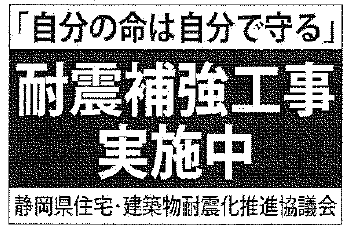 「自分の命は自分で守る」
耐震補強工事
実施中
静岡県住宅・建築物耐震化推進協議会